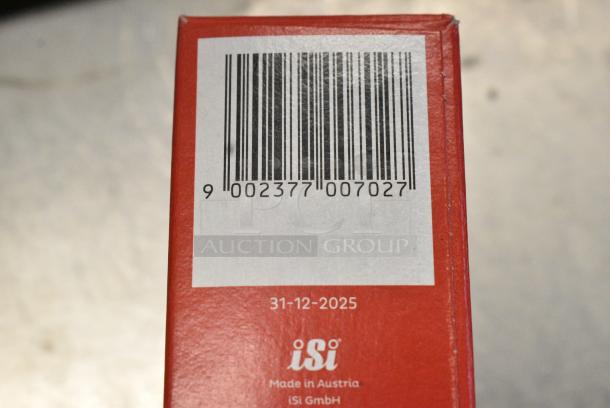 9 002377 007027
PCI
AUCTION GROUP
31-12-2025
iSi
Made in Austria
iSi GmbH